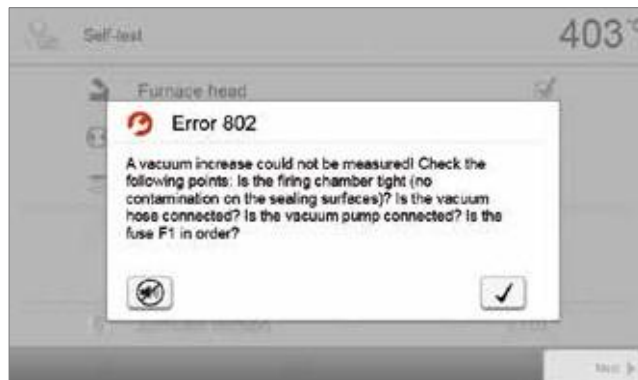 Self-test
403 °C
Furnace head
Error 802
A vacuum increase could not be measured! Check the
following points: Is the firing chamber tight (no
contamination on the sealing surfaces)? Is the vacuum
hose connected? Is the vacuum pump connected? Is the
fuse F1 in order?
Next